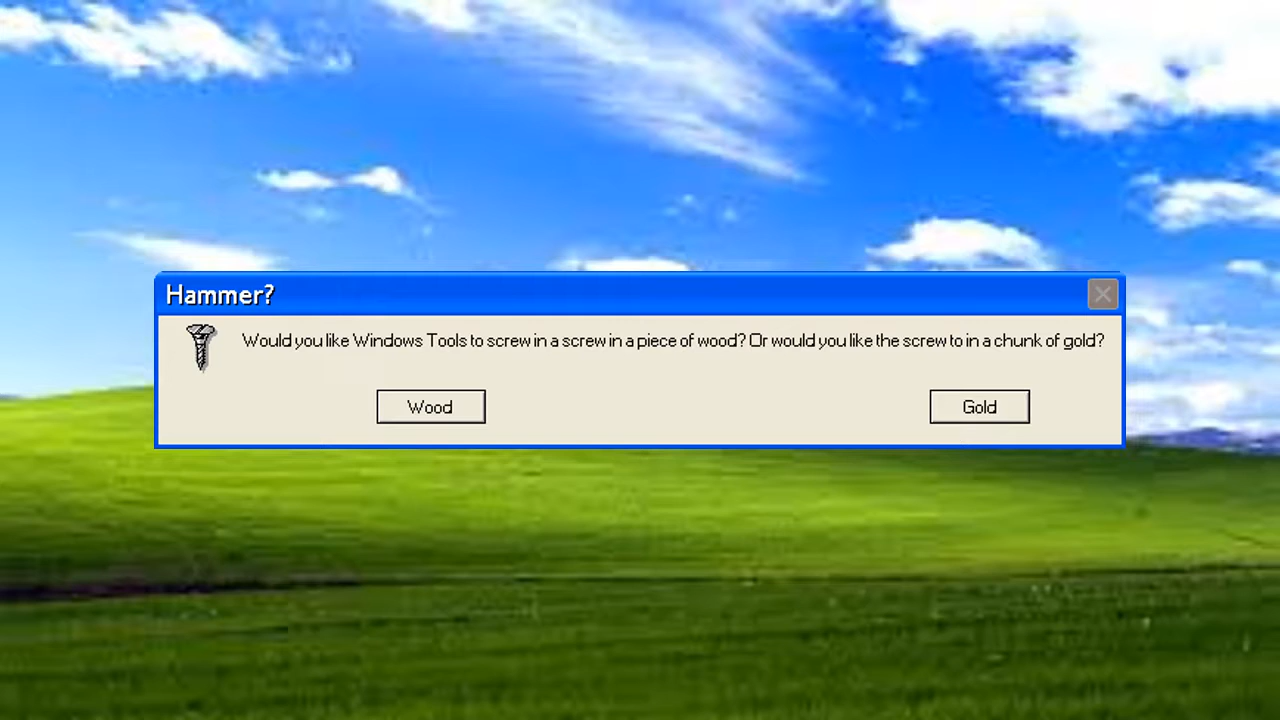 Hammer?
Would you like Windows Tools to screw in a screw in a piece of wood? Or would you like the screw to in a chunk of gold?
Wood Gold